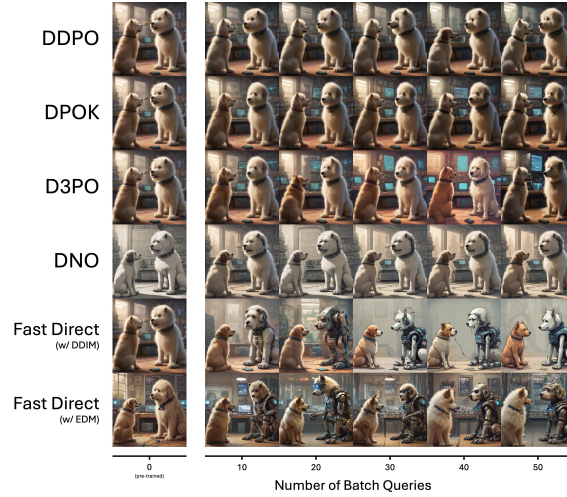 DDPO
DPOK
D3PO
DNO
Fast Direct
(w/ DDIM)
Fast Direct
(w/ EDM)
0 10 20 30 40 50
(pre-trained)
Number of Batch Queries